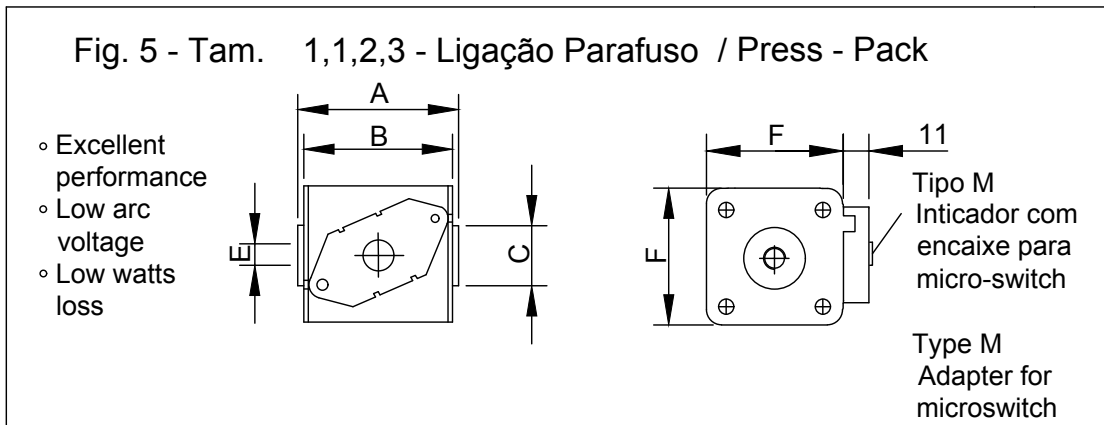 Fig. 5 - Tam. 1,1,2,3 - Ligação Parafuso / Press - Pack
A
B
◦ Excellent
performance
◦ Low arc
voltage
◦ Low watts
loss
E
C
F
11
F
Tipo M
Inticador com
encaixe para
micro-switch
Type M
Adapter for
microswitch